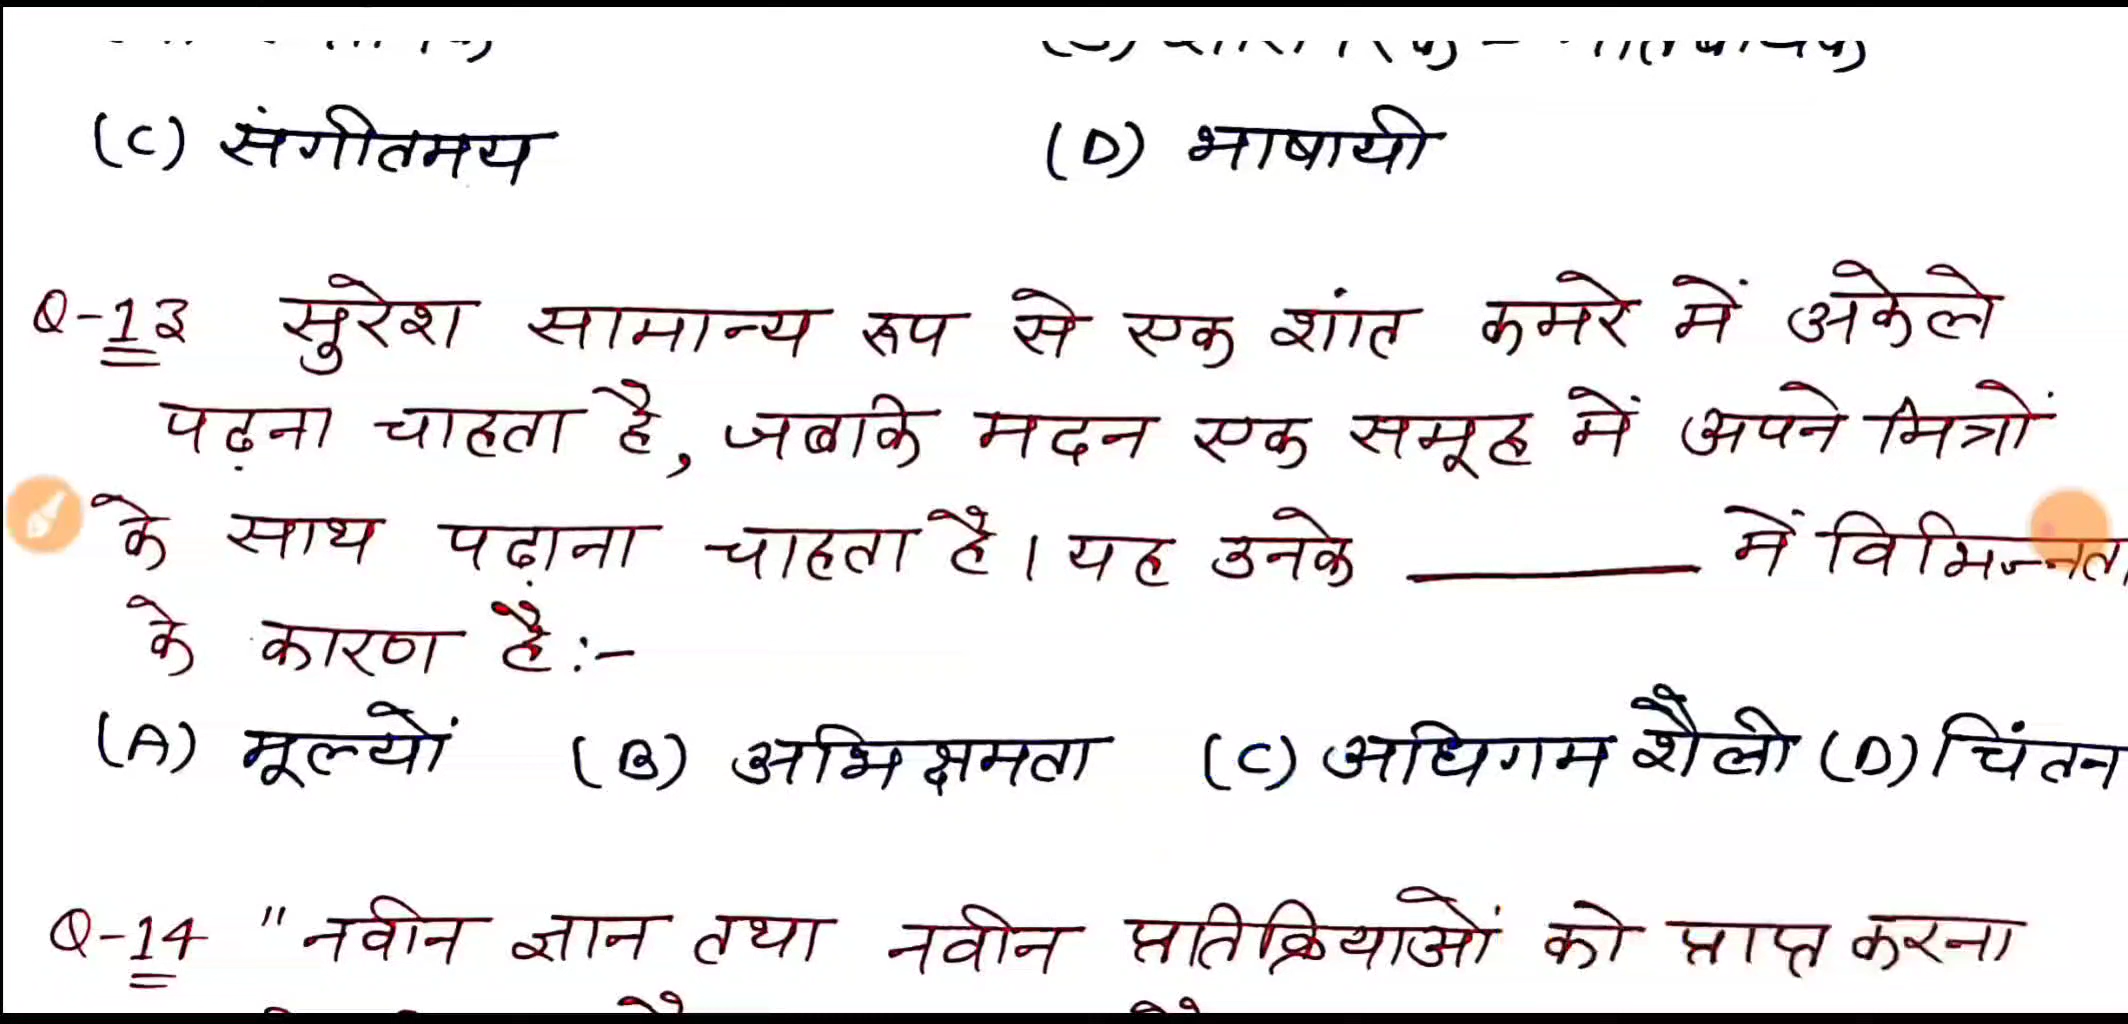 (C) संगीतमय (D) भाषायी
Q-13 सुरेश सामान्य रूप से एक शांत कमरे में अकेले
पढ़ना चाहता है, जबकि मदन एक समूह में अपने मित्रों
के साथ पढ़ाना चाहता है। यह उनके ______ में विभिन्नता
के कारण है:-
(A) मूल्यों (B) अभिक्षमता (C) अधिगम शैली (D) चिंतन
Q-14 "नवीन ज्ञान तथा नवीन प्रतिक्रियाओं को प्राप्त करना